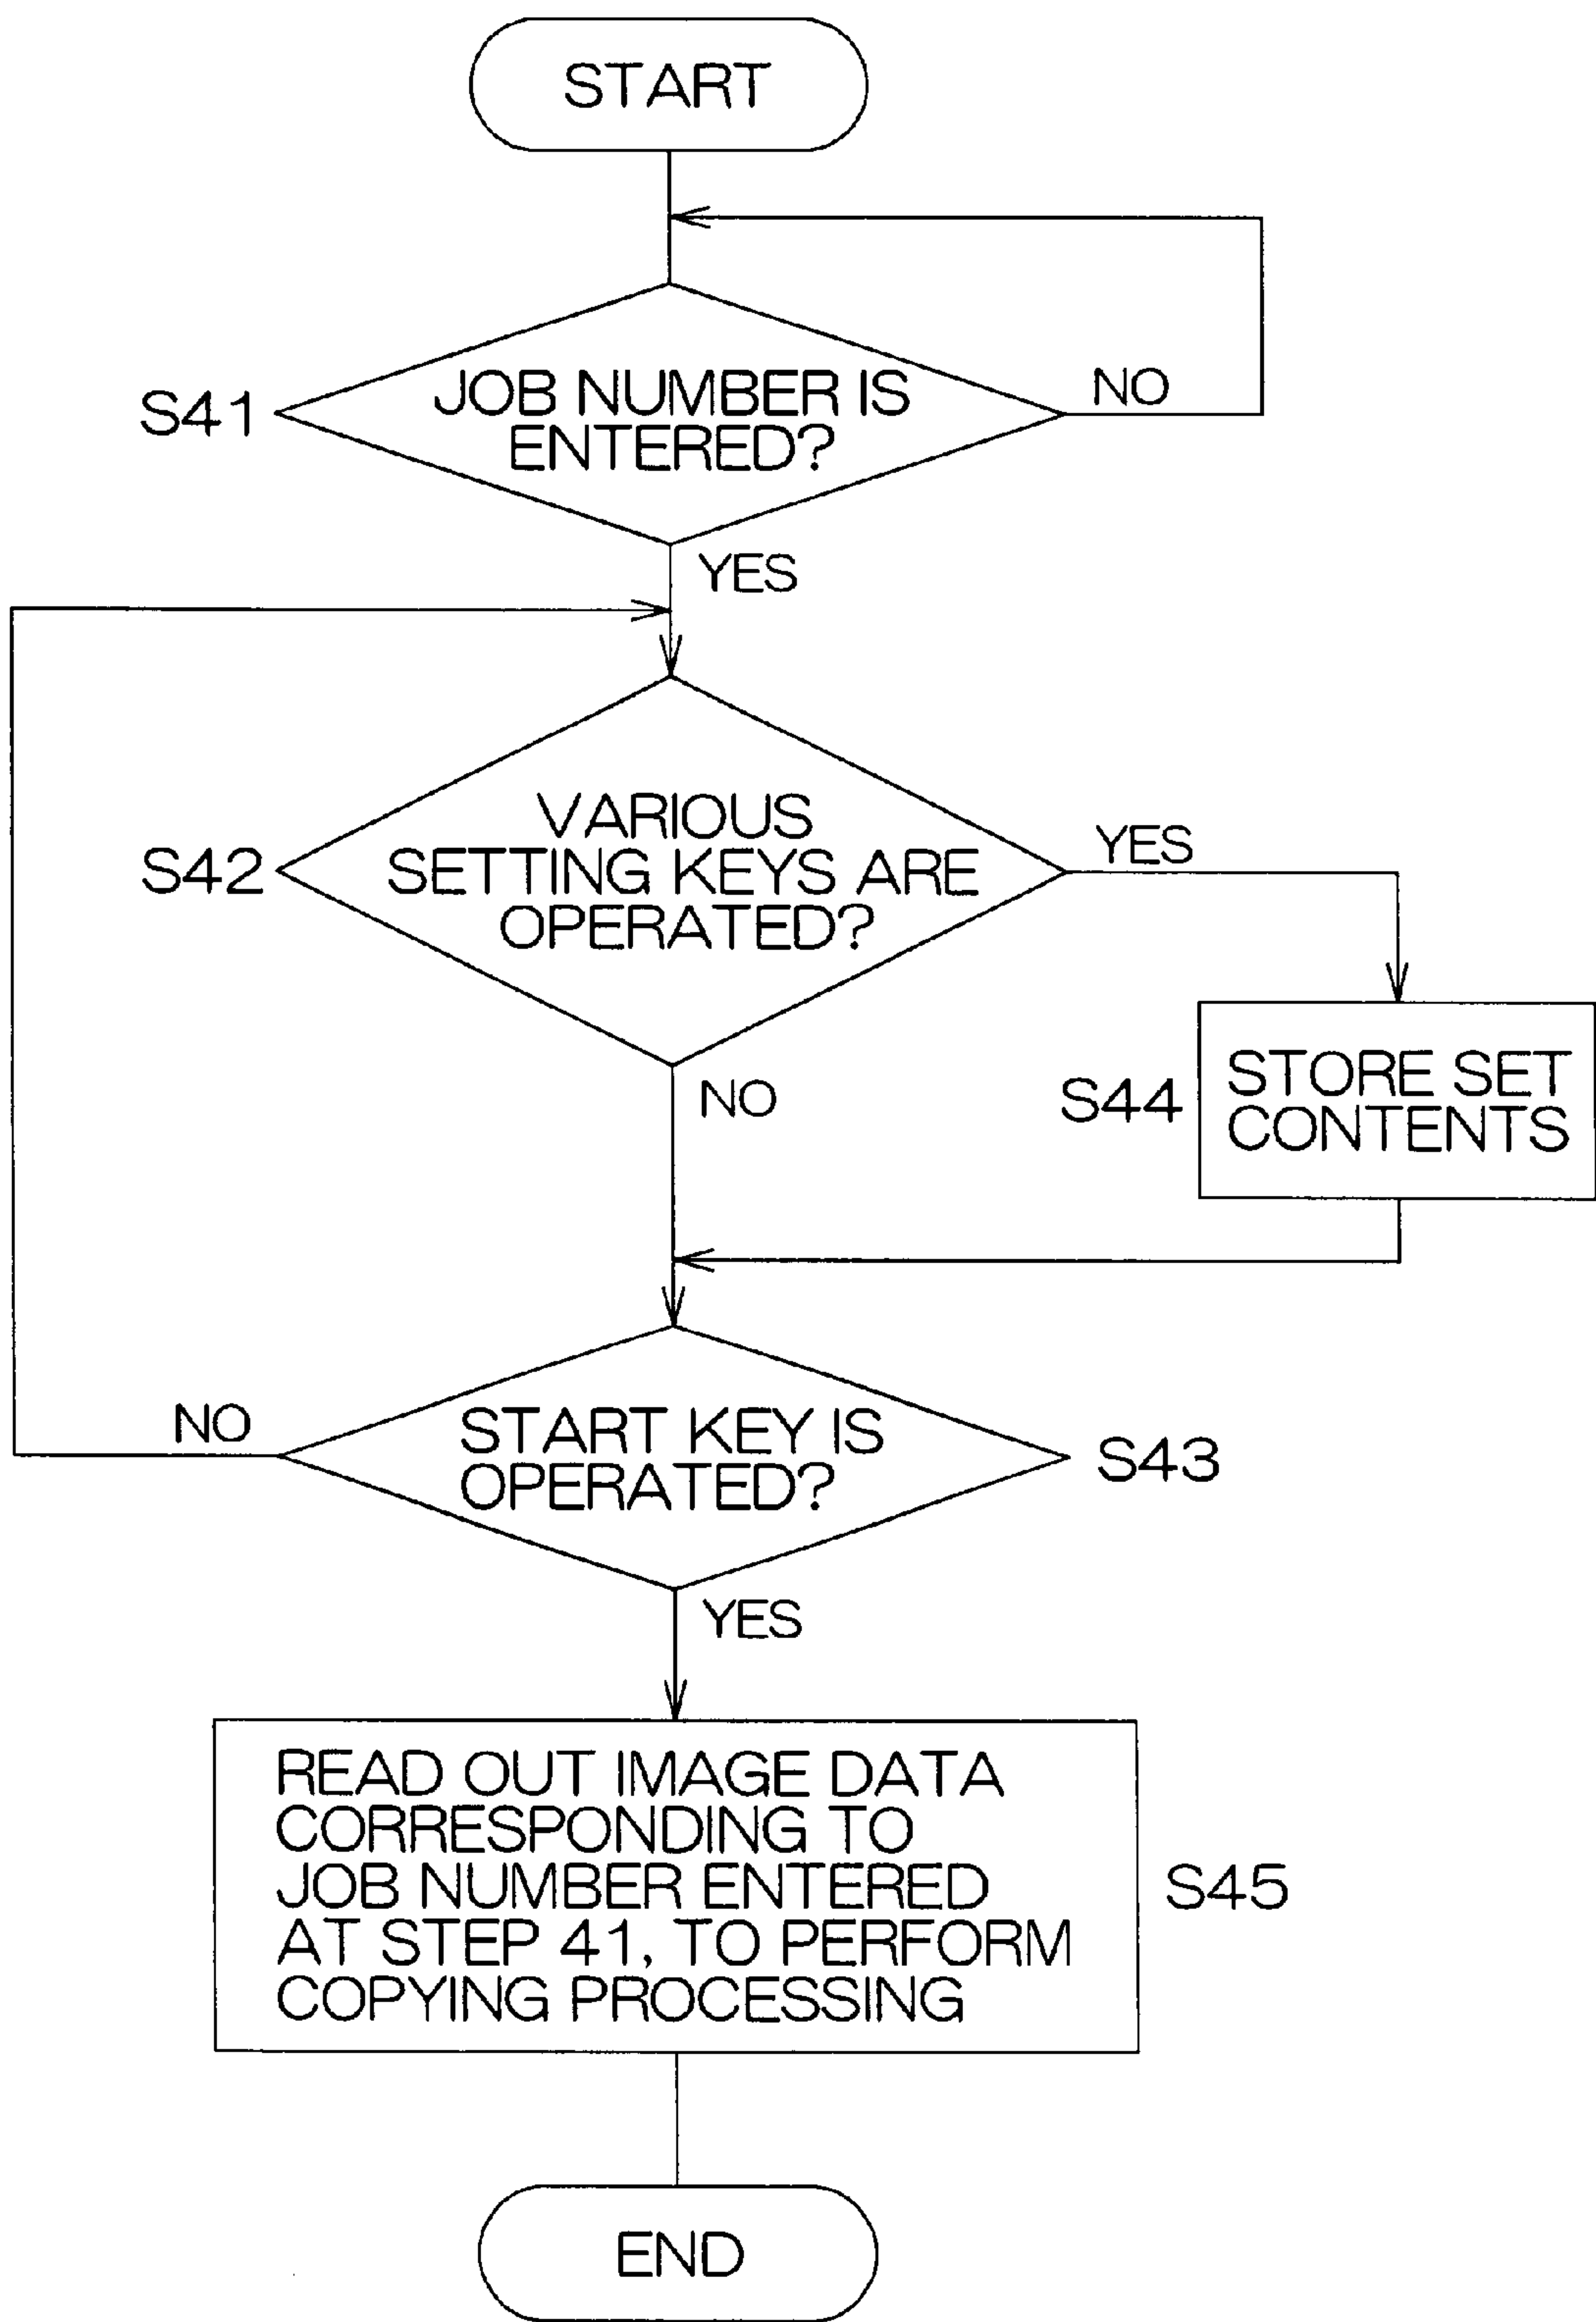 START
S41
JOB NUMBER IS
ENTERED?
NO
YES
S42
VARIOUS
SETTING KEYS ARE
OPERATED?
YES
NO
S44
STORE SET
CONTENTS
NO
START KEY IS
OPERATED?
S43
YES
READ OUT IMAGE DATA
CORRESPONDING TO
JOB NUMBER ENTERED
AT STEP 41, TO PERFORM
COPYING PROCESSING
S45
END